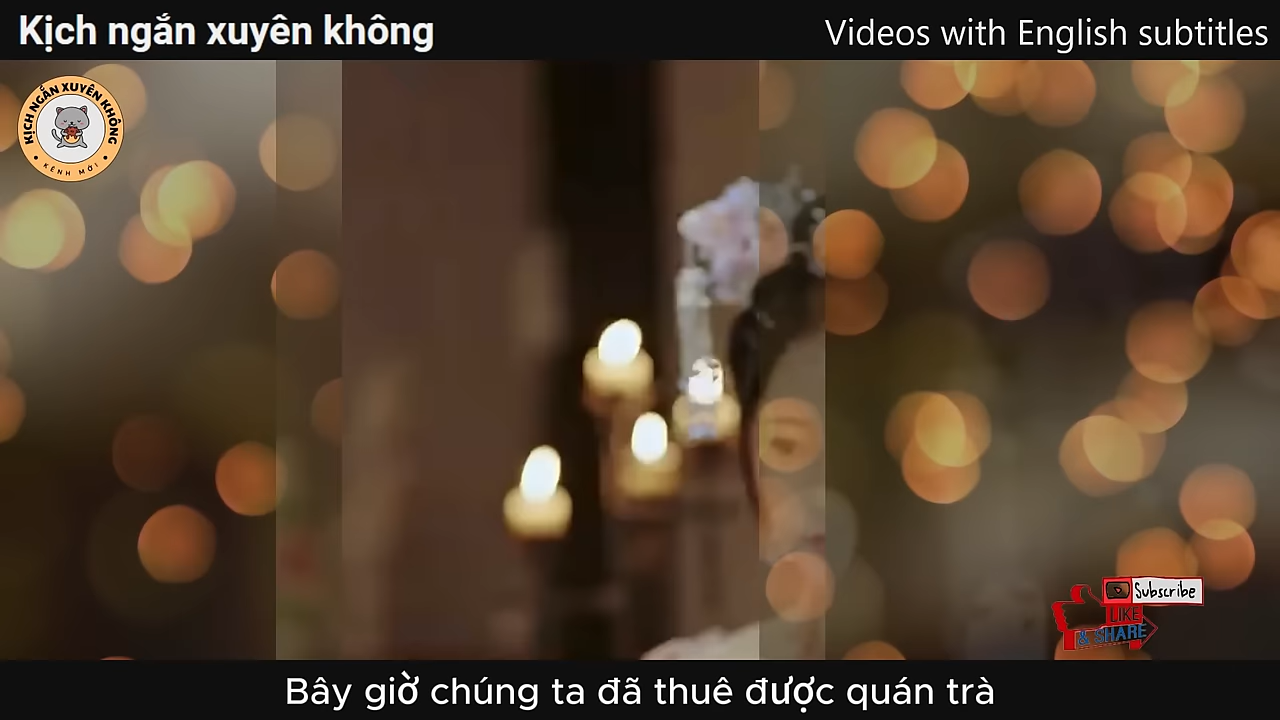 Kịch ngắn xuyên không
Videos with English subtitles
KỊCH NGẮN XUYÊN KHÔNG
KÊNH MỚI
Subscribe
LIKE
& SHARE
Bây giờ chúng ta đã thuê được quán trà